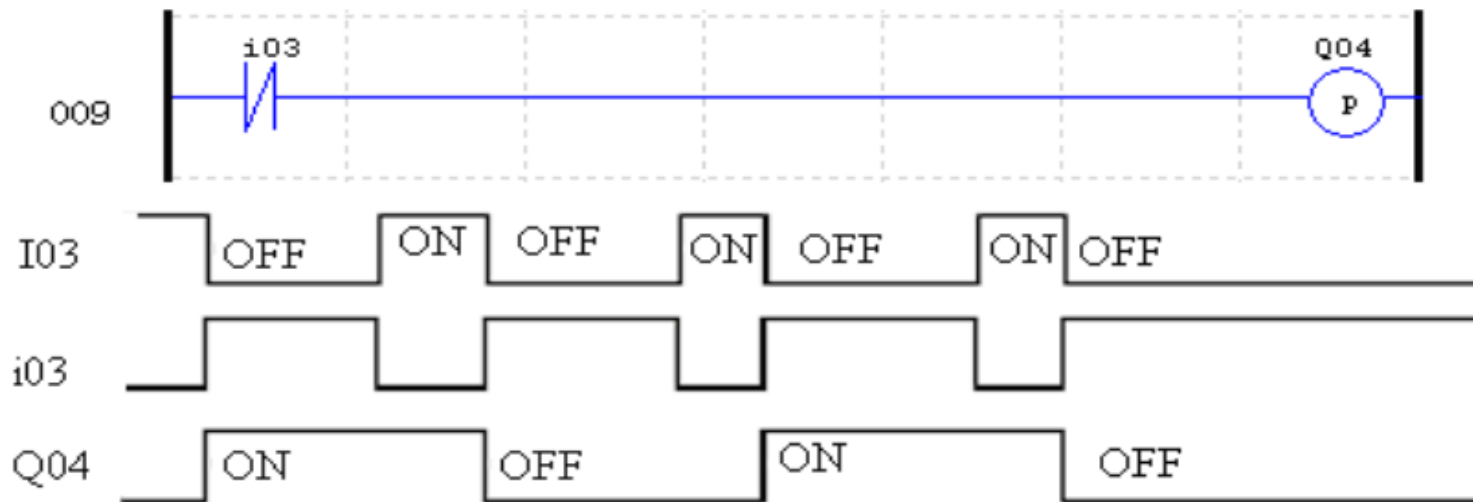 i03 Q04
009 P
I03 OFF ON OFF ON OFF ON OFF
i03
Q04 ON OFF ON OFF